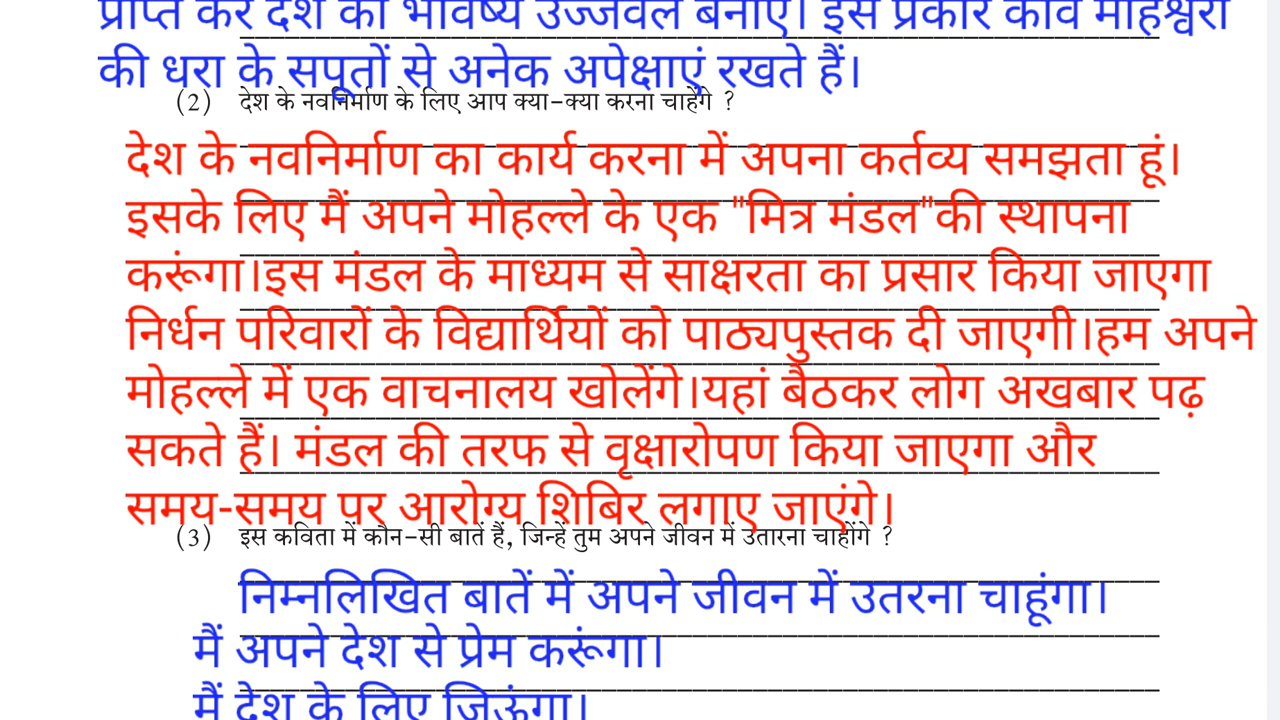 प्राप्त कर देश का भविष्य उज्जवल बनाए। इस प्रकार कवि माहेश्वरी
की धरा के सपूतों से अनेक अपेक्षाएं रखते हैं।
(2) देश के नवनिर्माण के लिए आप क्या-क्या करना चाहेंगे ?
देश के नवनिर्माण का कार्य करना में अपना कर्तव्य समझता हूं।
इसके लिए मैं अपने मोहल्ले के एक "मित्र मंडल"की स्थापना
करूंगा।इस मंडल के माध्यम से साक्षरता का प्रसार किया जाएगा
निर्धन परिवारों के विद्यार्थियों को पाठ्यपुस्तक दी जाएगी।हम अपने
मोहल्ले में एक वाचनालय खोलेंगे।यहां बैठकर लोग अखबार पढ़
सकते हैं। मंडल की तरफ से वृक्षारोपण किया जाएगा और
समय-समय पर आरोग्य शिबिर लगाए जाएंगे।
(3) इस कविता में कौन-सी बातें हैं, जिन्हें तुम अपने जीवन में उतारना चाहोंगे ?
निम्नलिखित बातें में अपने जीवन में उतरना चाहूंगा।
मैं अपने देश से प्रेम करूंगा।
मैं देश के लिए जिऊंगा।